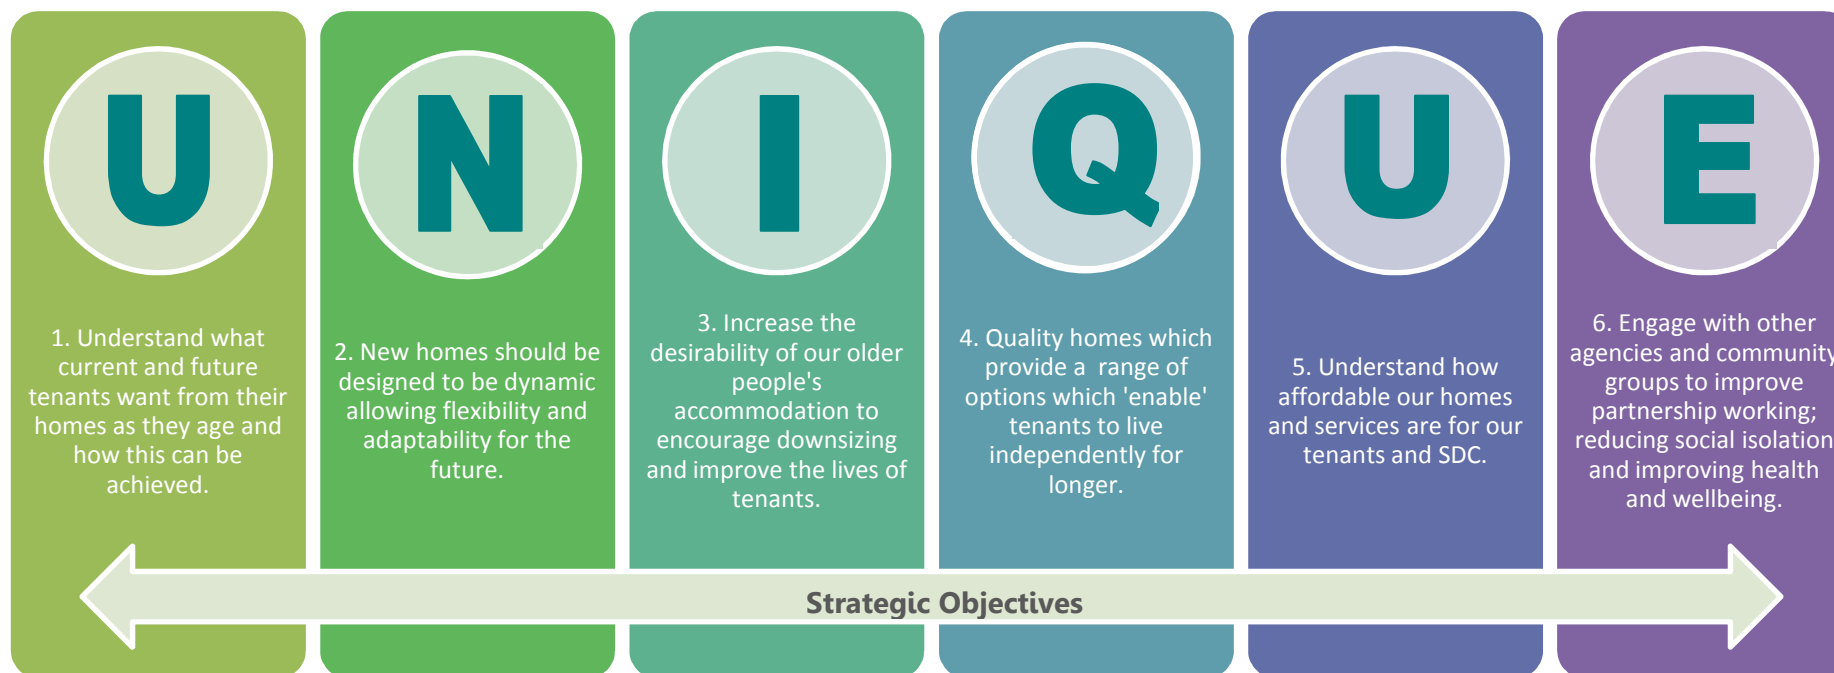 U
1. Understand what
current and future
tenants want from their
homes as they age and
how this can be
achieved.
N
2. New homes should be
designed to be dynamic
allowing flexibility and
adaptability for the
future.
I
3. Increase the
desirability of our older
people's
accommodation to
encourage downsizing
and improve the lives of
tenants.
Q
4. Quality homes which
provide a  range of
options which 'enable'
tenants to live
independently for
longer.
U
5. Understand how
affordable our homes
and services are for our
tenants and SDC.
E
6. Engage with other
agencies and community
groups to improve
partnership working;
reducing social isolation
and improving health
and wellbeing.
Strategic Objectives